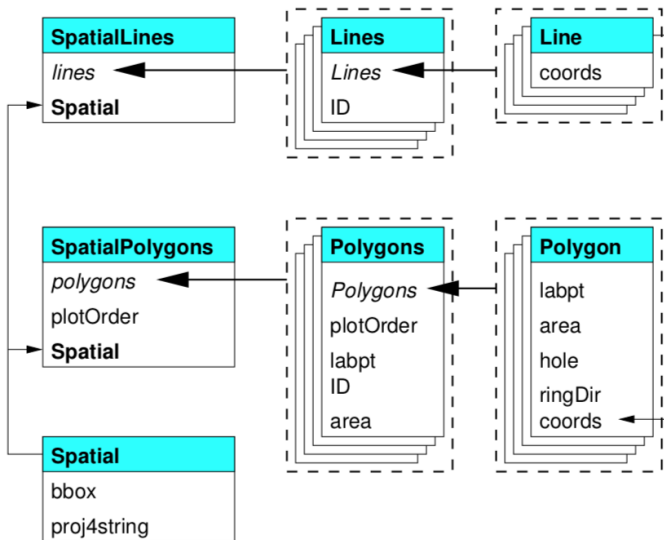 SpatialLines
lines
Spatial
Lines
Lines
ID
Line
coords
SpatialPolygons
polygons
plotOrder
Spatial
Polygons
Polygons
plotOrder
labpt
ID
area
Polygon
labpt
area
hole
ringDir
coords
Spatial
bbox
proj4string